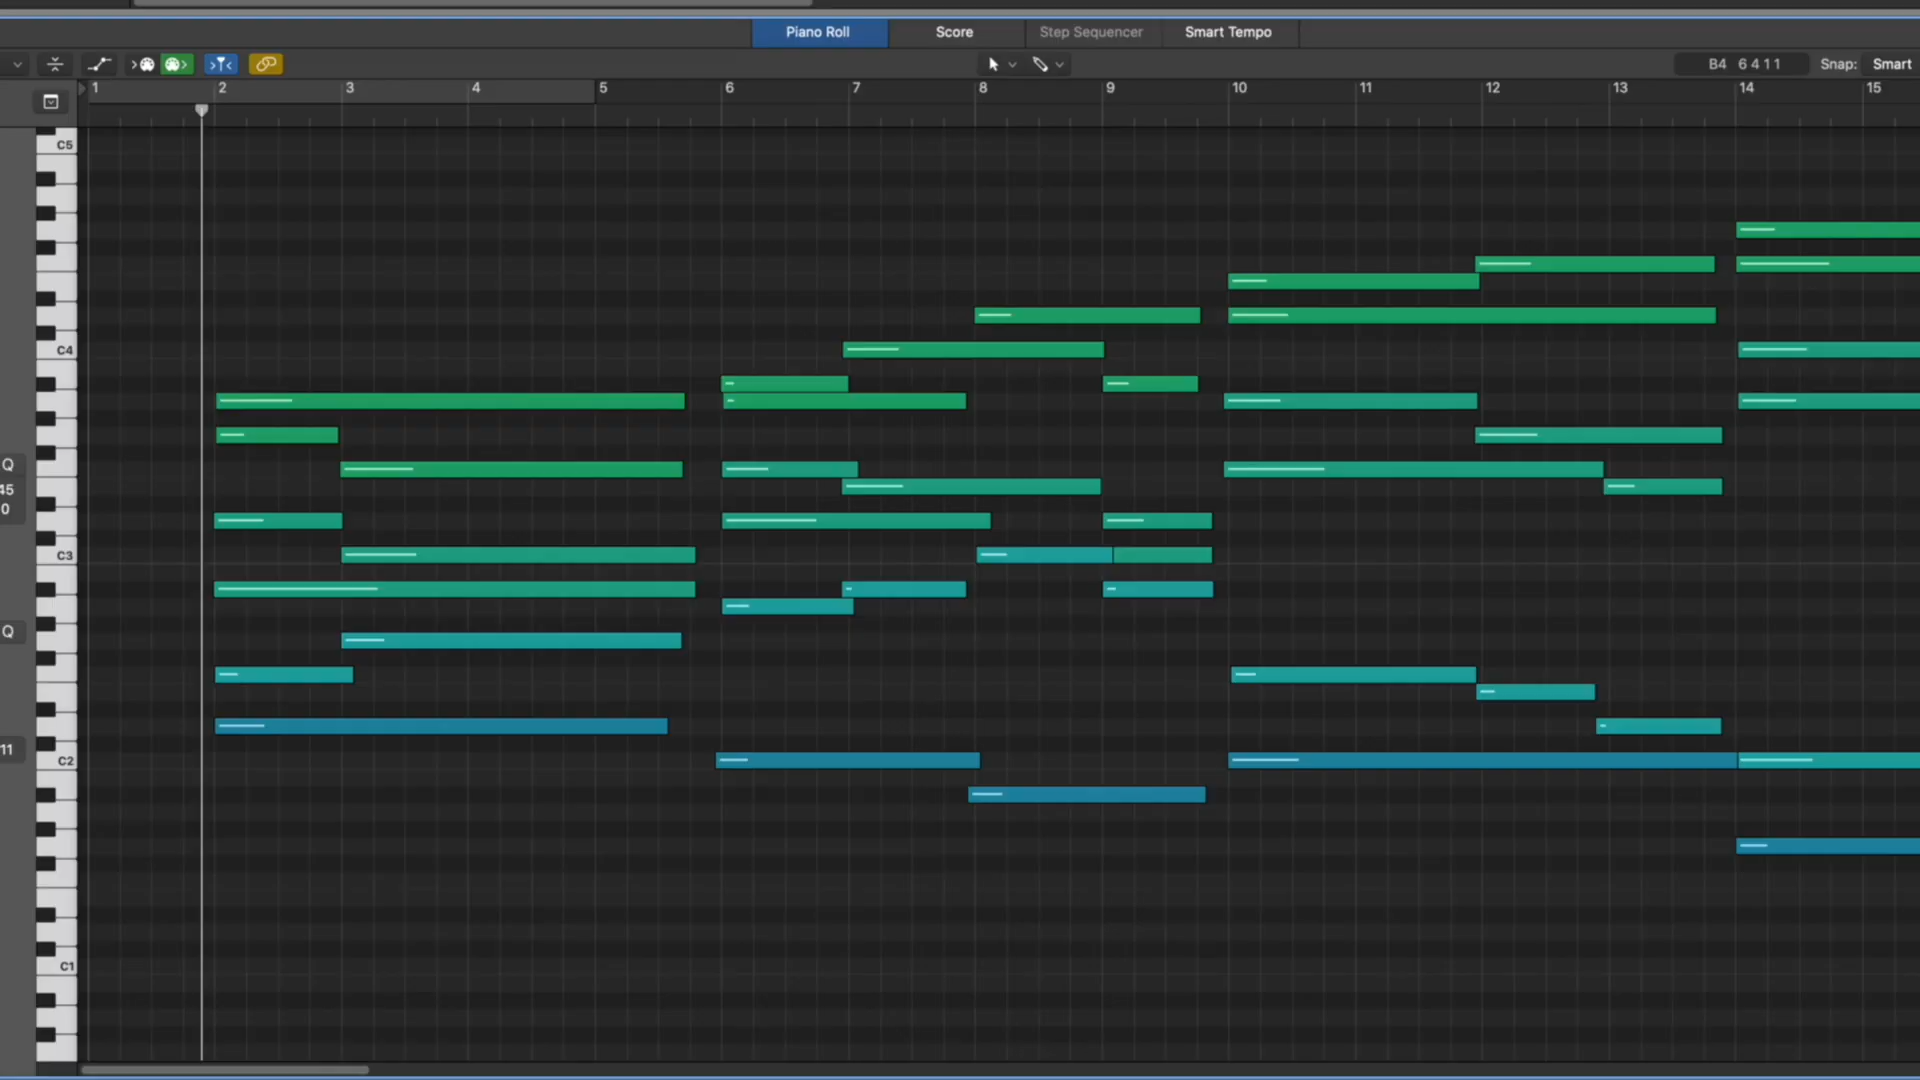 Piano Roll Score Step Sequencer Smart Tempo
B4 6 4 1 1 Snap: Smart
1 2 3 4 5 6 7 8 9 10 11 12 13 14 15
C5
C4
Q
45
0
C3
Q
11
C2
C1